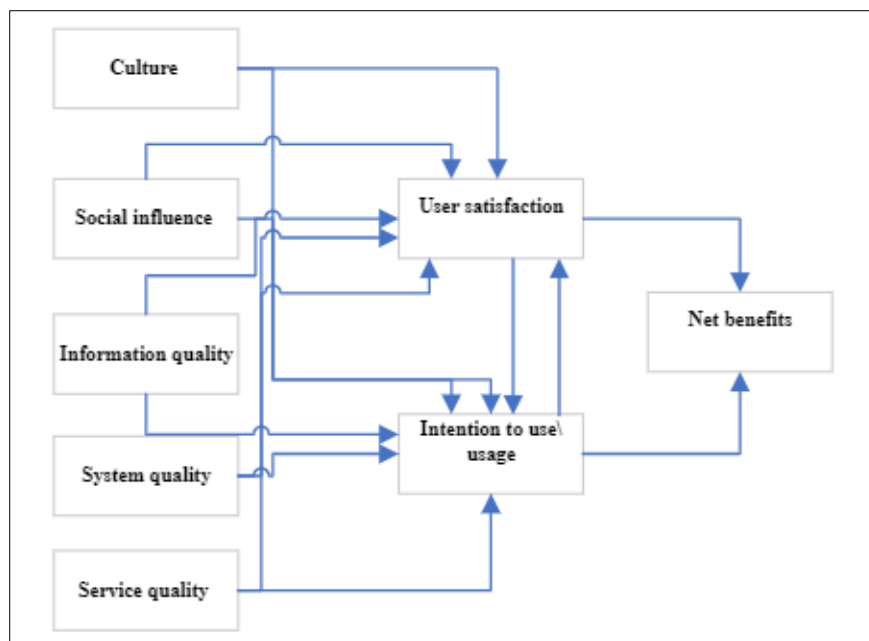 Culture
Social influence
User satisfaction
Information quality
Net benefits
System quality
Intention to use\
usage
Service quality